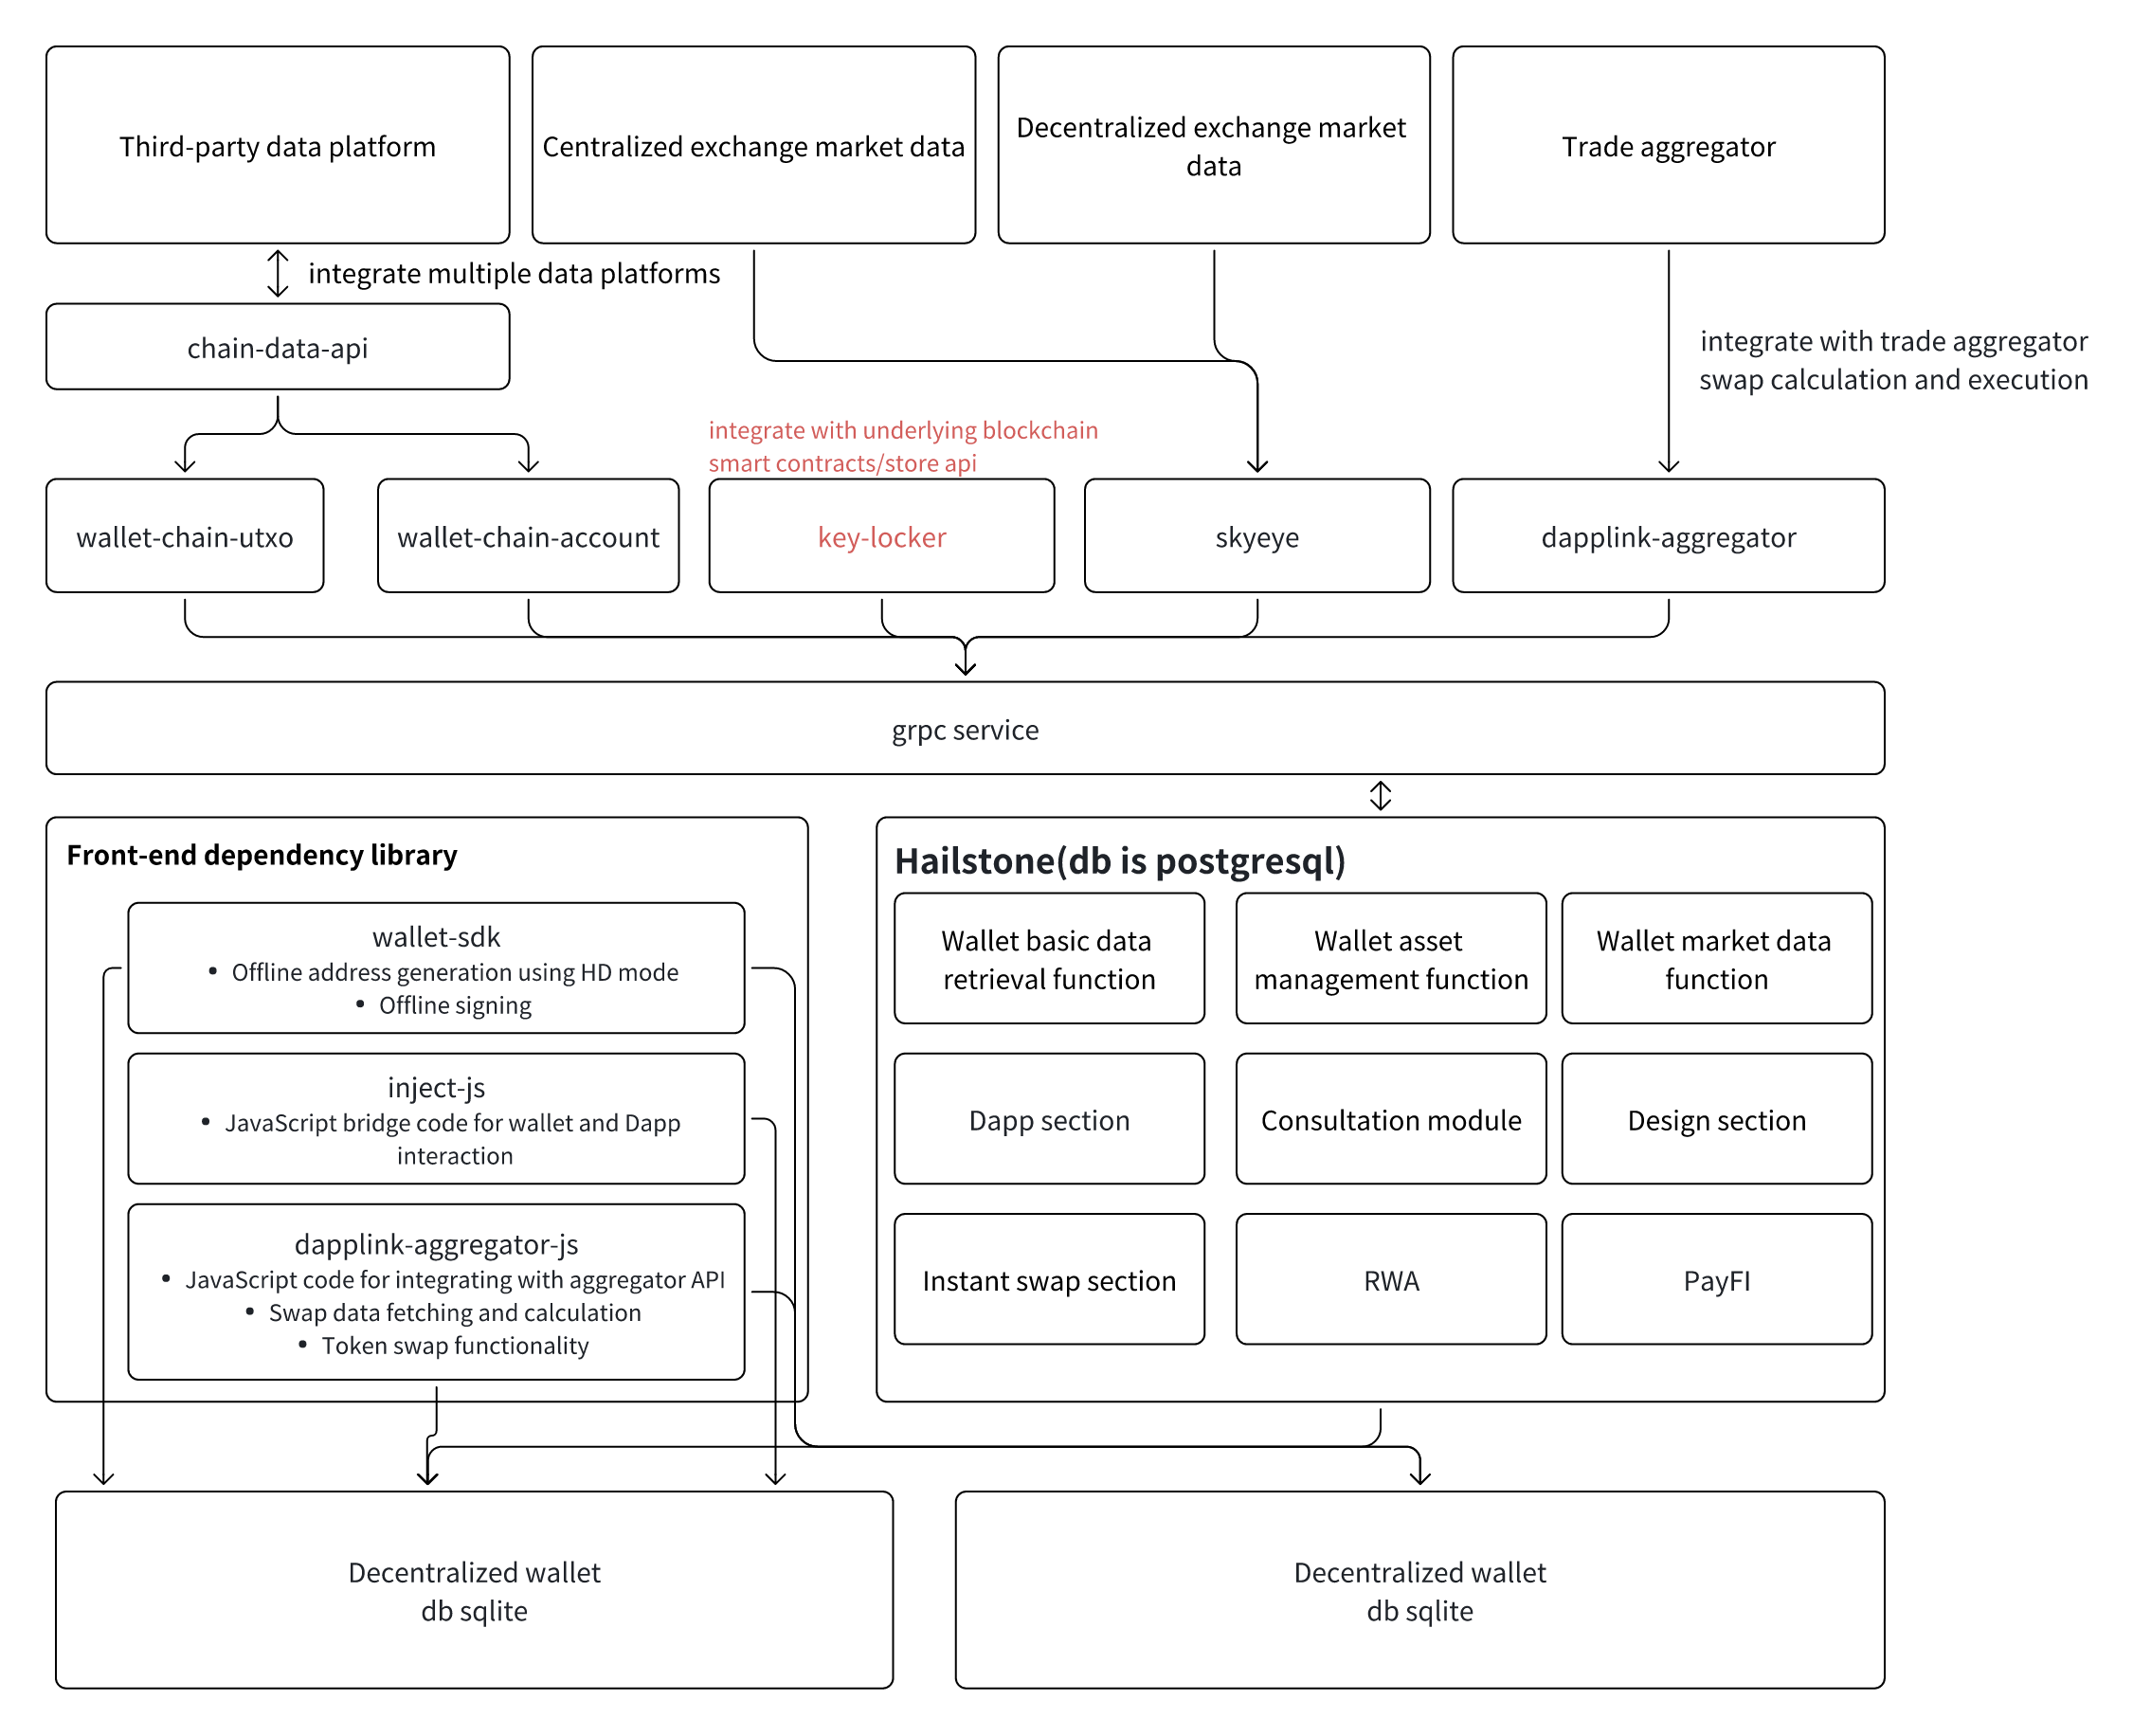 Third-party data platform
Centralized exchange market data
Decentralized exchange market
data
Trade aggregator
integrate multiple data platforms
chain-data-api
integrate with trade aggregator
swap calculation and execution
integrate with underlying blockchain
smart contracts/store api
wallet-chain-utxo
wallet-chain-account
key-locker
skyeye
dapplink-aggregator
grpc service
Front-end dependency library
wallet-sdk
• Offline address generation using HD mode
• Offline signing
inject-js
• JavaScript bridge code for wallet and Dapp
interaction
dapplink-aggregator-js
• JavaScript code for integrating with aggregator API
• Swap data fetching and calculation
• Token swap functionality
Hailstone(db is postgresql)
Wallet basic data
retrieval function
Wallet asset
management function
Wallet market data
function
Dapp section
Consultation module
Design section
Instant swap section
RWA
PayFI
Decentralized wallet
db sqlite
Decentralized wallet
db sqlite